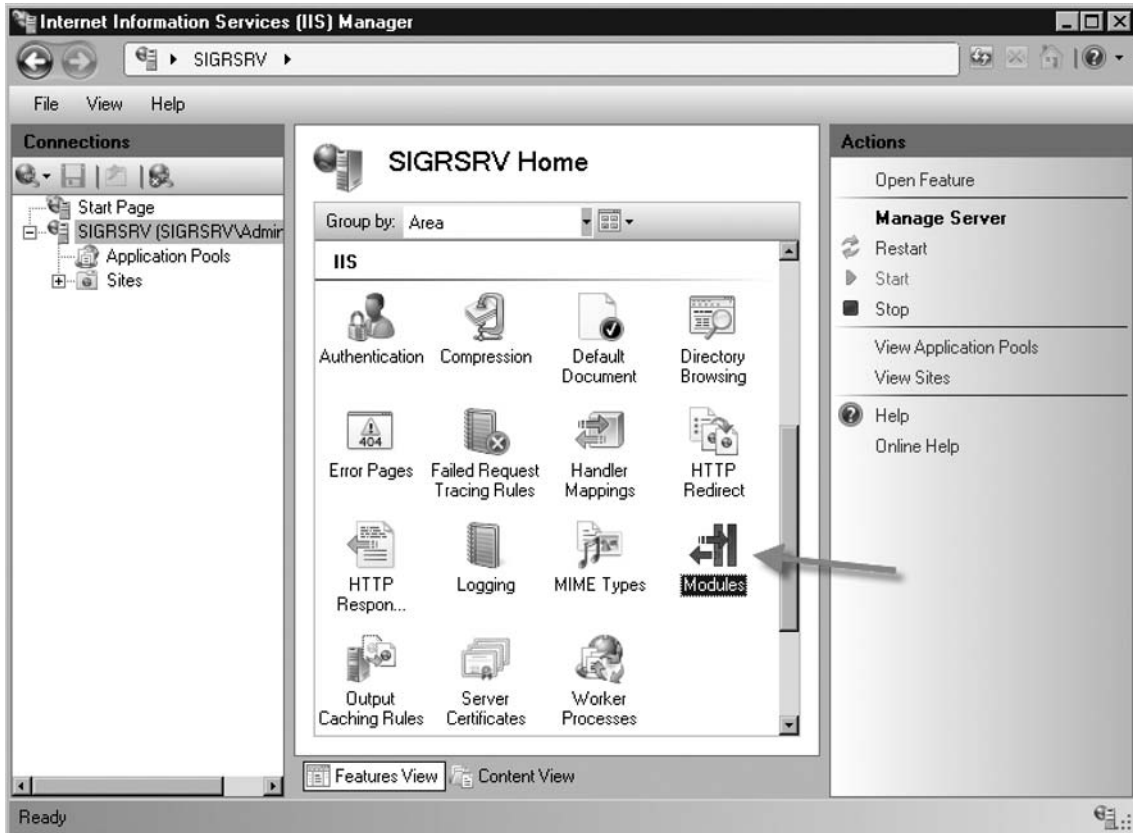 Internet Information Services (IIS) Manager
SIGRSRV
File View Help
Connections
Start Page
SIGRSRV (SIGRSRV\Admir
Application Pools
Sites
SIGRSRV Home
Group by: Area
IIS
Authentication
Compression
Default
Document
Directory
Browsing
404
Error Pages
Failed Request
Tracing Rules
Handler
Mappings
HTTP
Redirect
HTTP
Respon...
Logging
MIME Types
Modules
Output
Caching Rules
Server
Certificates
Worker
Processes
Features View
Content View
Actions
Open Feature
Manage Server
Restart
Start
Stop
View Application Pools
View Sites
Help
Online Help
Ready